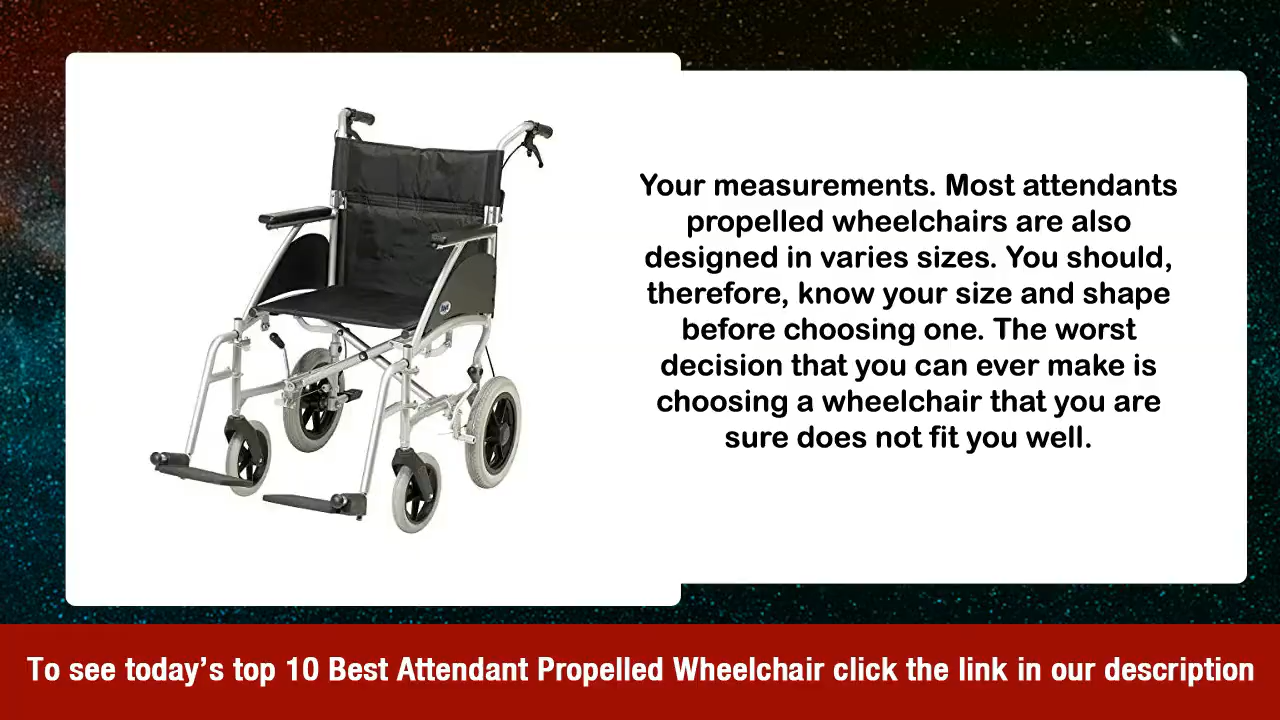 Your measurements. Most attendants
propelled wheelchairs are also
designed in varies sizes. You should,
therefore, know your size and shape
before choosing one. The worst
decision that you can ever make is
choosing a wheelchair that you are
sure does not fit you well.
To see today's top 10 Best Attendant Propelled Wheelchair click the link in our description